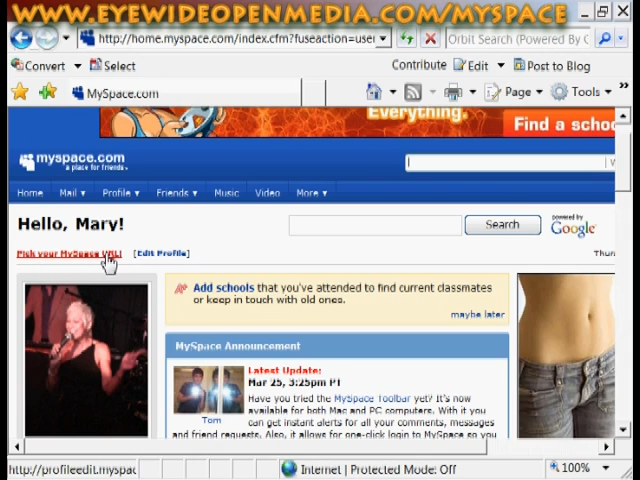 WWW.EYEWIDEOPENMEDIA.COM/MYSPACE
http://home.myspace.com/index.cfm?fuseaction=user
Orbit Search (Powered By G
Convert Select Contribute Edit Post to Blog
MySpace.com Page Tools
Everything.
Find a schoo
myspace.com
a place for friends
Home Mail Profile Friends Music Video More
Hello, Mary!
Search
powered by
Google
Pick your MySpace URL! [Edit Profile]
Thur
Add schools that you've attended to find current classmates
or keep in touch with old ones.
maybe later
MySpace Announcement
Latest Update:
Mar 25, 3:25pm PT
Have you tried the MySpace Toolbar yet? It's now
available for both Mac and PC computers. With it you
can get instant alerts for all your comments, messages
Tom
and friend requests. Also, it allows for one-click login to MySpace so you
http://profileedit.myspac
Internet | Protected Mode: Off
100%